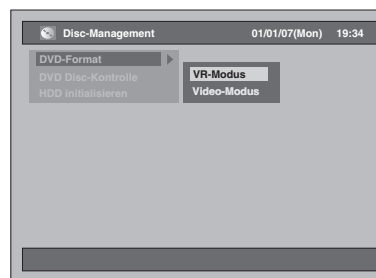 Disc-Management 01/01/07(Mon) 19:34
DVD-Format
DVD Disc-Kontrolle
HDD Initialisieren
VR-Modus
Video-Modus